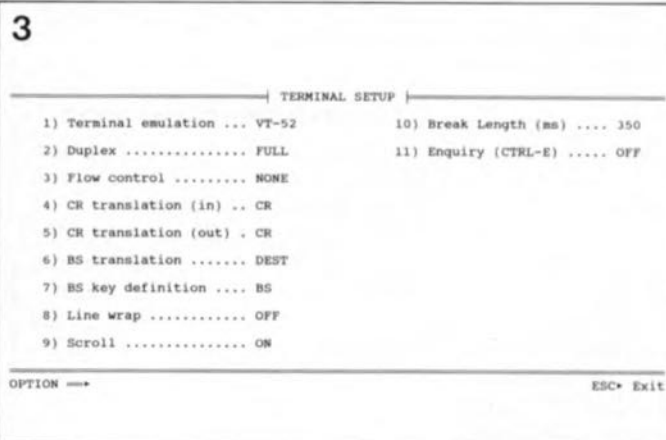 3
TERMINAL SETUP
1) Terminal emulation ... VT-52
2) Duplex ............... FULL
3) Flow control ......... NONE
4) CR translation (in) .. CR
5) CR translation (out) . CR
6) BS translation ....... DEST
7) BS key definition .... BS
8) Line wrap ............ OFF
9) Scroll ............... ON
10) Break Length (ms) .... 350
11) Enquiry (CTRL-E) ..... OFF
OPTION
ESC► Exit